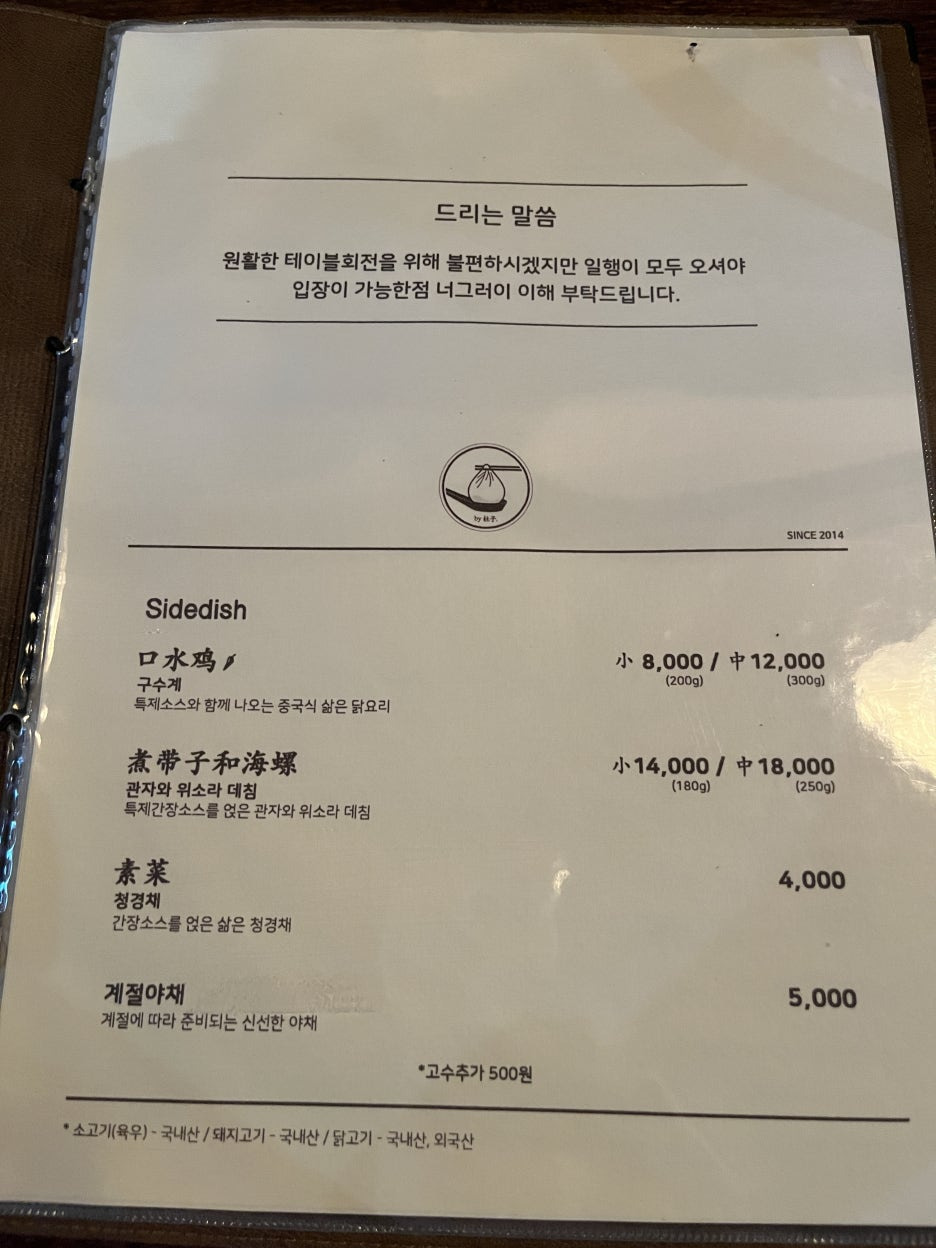 드리는 말씀
원활한 테이블회전을 위해 불편하시겠지만 일행이 모두 오셔야
입장이 가능한점 너그러이 이해 부탁드립니다.
by 杜子.
SINCE 2014
Sidedish
口水鸡 小 8,000 / 中 12,000
구수계 (200g) (300g)
특제소스와 함께 나오는 중국식 삶은 닭요리
煮带子和海螺 小 14,000 / 中 18,000
관자와 위소라 데침 (180g) (250g)
특제간장소스를 얹은 관자와 위소라 데침
素菜 4,000
청경채
간장소스를 얹은 삶은 청경채
계절야채 5,000
계절에 따라 준비되는 신선한 야채
*고수추가 500원
* 소고기(육우) - 국내산 / 돼지고기 - 국내산 / 닭고기 - 국내산, 외국산